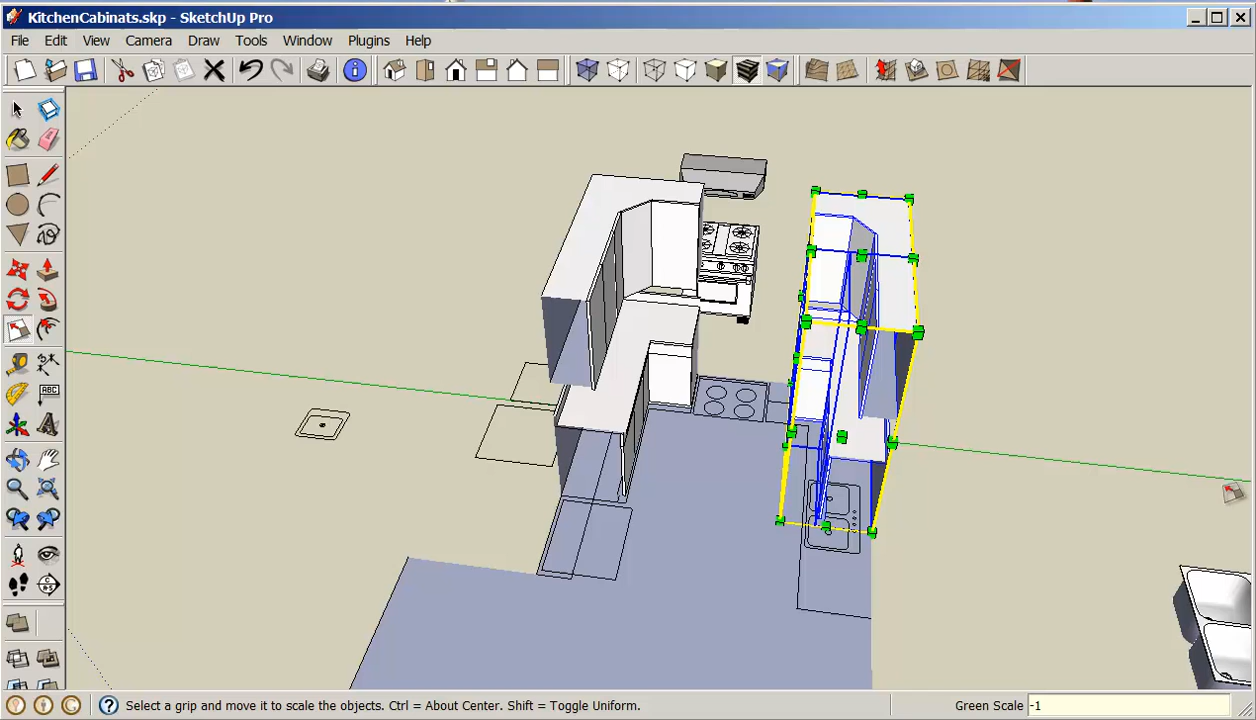 KitchenCabinats.skp - SketchUp Pro
File Edit View Camera Draw Tools Window Plugins Help
ABC
Select a grip and move it to scale the objects. Ctrl = About Center. Shift = Toggle Uniform.
Green Scale -1